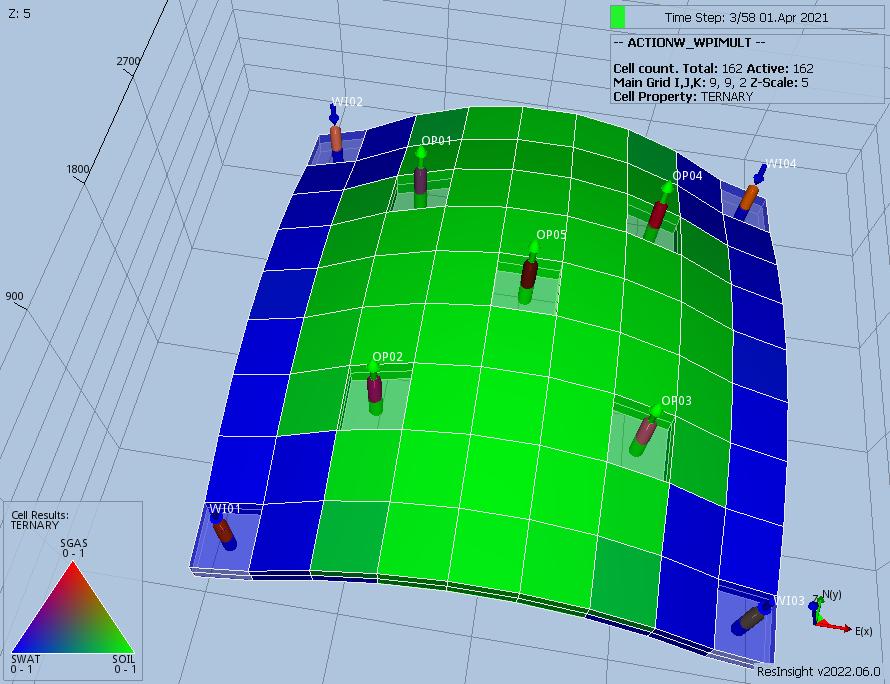 Z: 5
Time Step: 3/58 01.Apr 2021
-- ACTIONW_WPIMULT --
Cell count. Total: 162 Active: 162
Main Grid I,J,K: 9, 9, 2 Z-Scale: 5
Cell Property: TERNARY
2700
1800
900
WI02
OP01
OP04
WI04
OP05
OP02
OP03
WI01
WI03
Cell Results:
TERNARY
SGAS
0 - 1
SWAT
0 - 1
SOIL
0 - 1
Z
N(y)
E(x)
ResInsight v2022.06.0